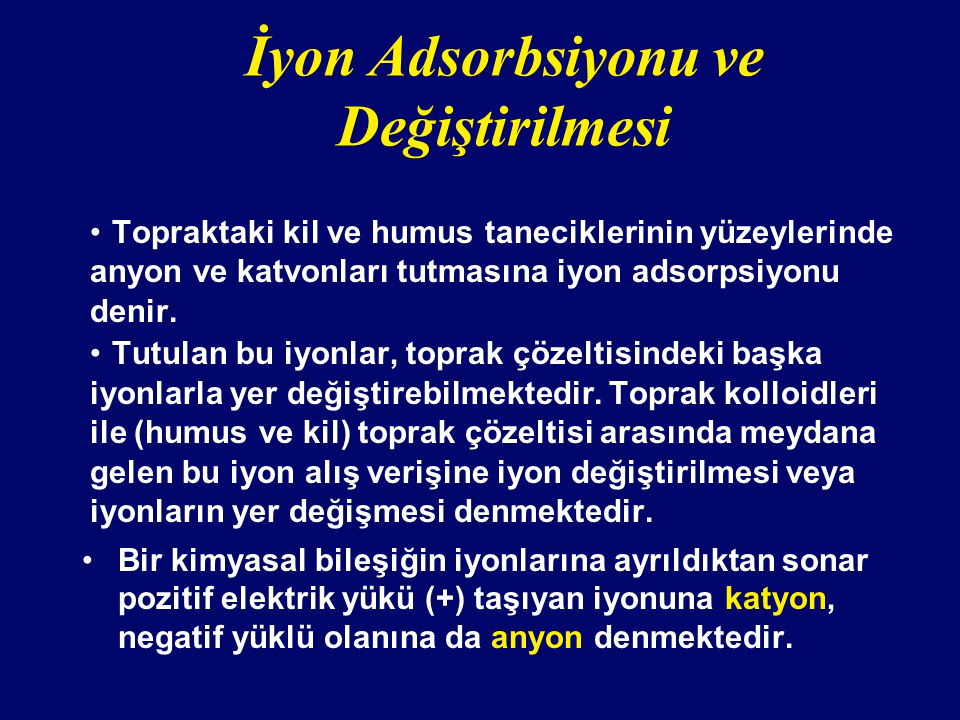 İyon Adsorbsiyonu ve
Değiştirilmesi
• Topraktaki kil ve humus taneciklerinin yüzeylerinde
anyon ve katvonları tutmasına iyon adsorpsiyonu
denir.
• Tutulan bu iyonlar, toprak çözeltisindeki başka
iyonlarla yer değiştirebilmektedir. Toprak kolloidleri
ile (humus ve kil) toprak çözeltisi arasında meydana
gelen bu iyon alış verişine iyon değiştirilmesi veya
iyonların yer değişmesi denmektedir.
• Bir kimyasal bileşiğin iyonlarına ayrıldıktan sonar
pozitif elektrik yükü (+) taşıyan iyonuna katyon,
negatif yüklü olanına da anyon denmektedir.